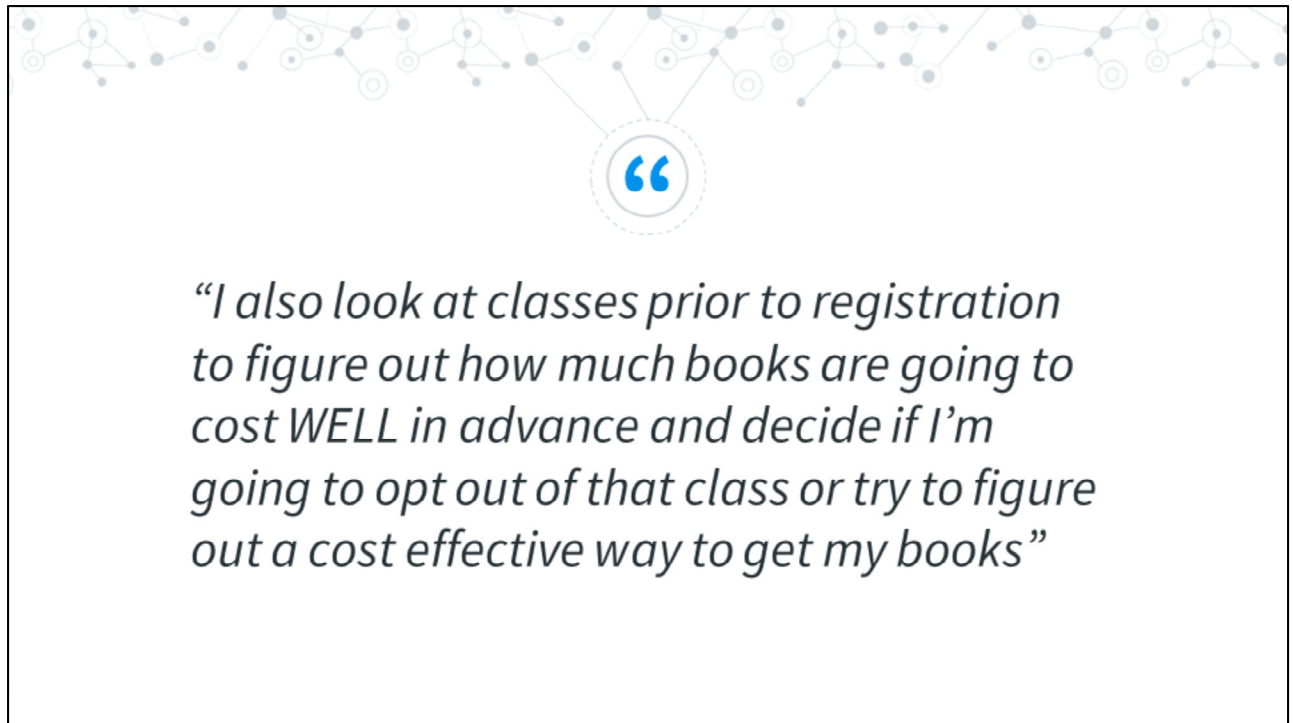 “
“I also look at classes prior to registration
to figure out how much books are going to
cost WELL in advance and decide if I’m
going to opt out of that class or try to figure
out a cost effective way to get my books”